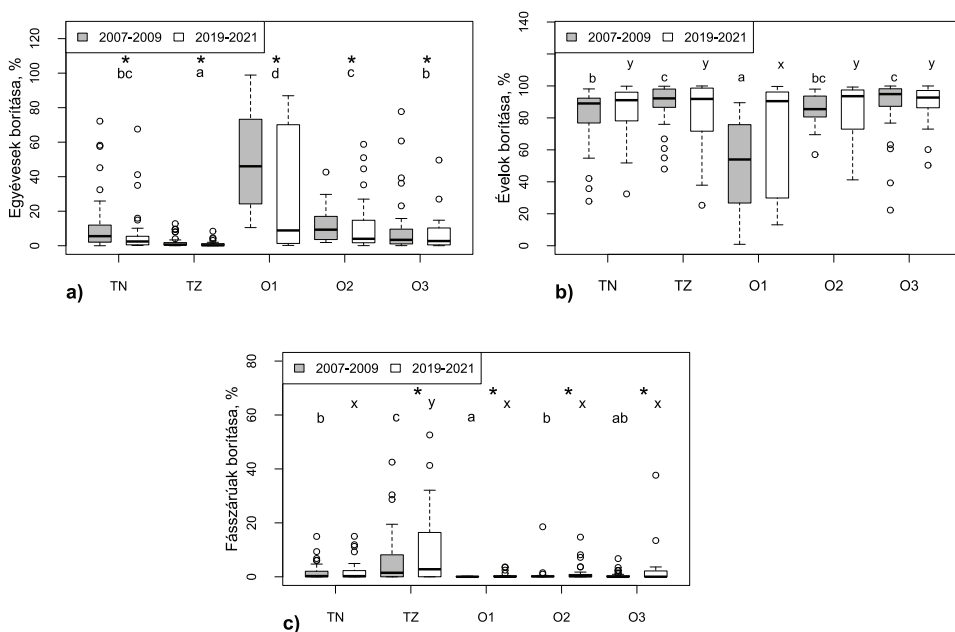 Egyévesek borítása, %
120
100
80
60
40
20
0
2007-2009 2019-2021
* * * * *
bc a d c b
TN TZ O1 O2 O3
a)
Évelok borítása, %
140
120
100
80
60
40
20
0
2007-2009 2019-2021
b y c y a x bc y c y
TN TZ O1 O2 O3
b)
Fásszárúak borítása, %
80
60
40
20
0
2007-2009 2019-2021
* * * *
b x c y a x b x ab x
TN TZ O1 O2 O3
c)